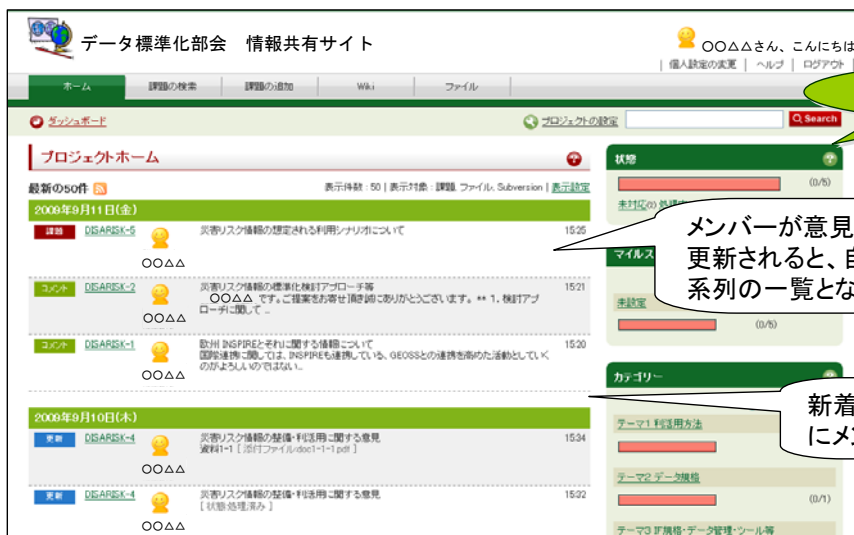 データ標準化部会 情報共有サイト
〇〇△△さん、こんにちは
個人設定の変更 | ヘルプ | ログアウト
ホーム
課題の検索
課題の追加
Wiki
ファイル
ダッシュボード
プロジェクトの設定
Search
プロジェクトホーム
最新の50件
表示件数:50 | 表示対象:課題, ファイル, Subversion | 表示設定
2009年9月11日(金)
課題 DISARISK-5 災害リスク情報の想定される利用シナリオについて 15:25
〇〇△△
コメント DISARISK-2 災害リスク情報の標準化検討アプローチ等 15:21
〇〇△△ です。ご提案をお寄せ頂き誠にありがとうございます。 ** 1. 検討アプ
ローチに関して ..
〇〇△△
コメント DISARISK-1 欧州 INSPIREとそれに関する情報について 15:20
国際連携に関しては、INSPIREも連携している、GEOSSとの連携を高めた活動としていく
のがよろしいのではない..
〇〇△△
2009年9月10日(木)
更新 DISARISK-4 災害リスク情報の整備・利活用に関する意見 15:34
資料1-1 [ 添付ファイル/doc1-1-1.pdf ]
〇〇△△
更新 DISARISK-4 災害リスク情報の整備・利活用に関する意見 15:32
[ 状態:処理済み ]
〇〇△△
状態
(0/5)
未対応(0)
メンバーが意見
更新されると、
系列の一覧とな
マイルス
未設定
(0/5)
カテゴリー
新着
にメン
テーマ1 利活用方法
テーマ2 データ規格
(0/1)
テーマ3 IF規格・データ管理・ツール等